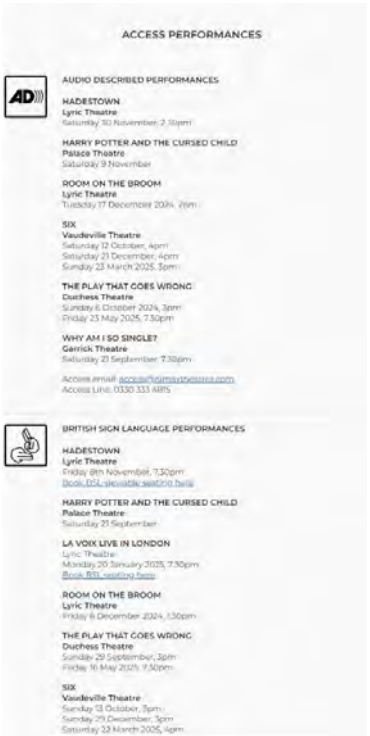 ACCESS PERFORMANCES
AD
AUDIO DESCRIBED PERFORMANCES
HADESTOWN
Lyric Theatre
Saturday 30 November, 2.30pm
HARRY POTTER AND THE CURSED CHILD
Palace Theatre
Saturday 9 November
ROOM ON THE BROOM
Lyric Theatre
Tuesday 17 December 2024,
SIX
Vaudeville Theatre
Saturday 12 October, 4pm
Saturday 21 December, 4pm
Sunday 23 March 2025, 3pm
THE PLAY THAT GOES WRONG
Duchess Theatre
Sunday 6 October 2024, 3pm
Friday 23 May 2025, 7.30pm
WHY AM I SO SINGLE?
Garrick Theatre
Saturday 21 September 7.30pm
Access email: access@nimaxtheatres.com
Access Line: 0330 333 4815
BRITISH SIGN LANGUAGE PERFORMANCES
HADESTOWN
Lyric Theatre
Friday 8th November, 7.30pm
Book BSL viewable seating here
HARRY POTTER AND THE CURSED CHILD
Palace Theatre
Saturday 21 September
LA VOIX LIVE IN LONDON
Lyric Theatre
Monday 20 January 2025, 7.30pm
Book BSL seating here
ROOM ON THE BROOM
Lyric Theatre
Friday 6 December 2024, 1.30pm
THE PLAY THAT GOES WRONG
Duchess Theatre
Sunday 29 September, 3pm
Friday 16 May 2025, 7.30pm
SIX
Vaudeville Theatre
Sunday 13 October, 3pm
Sunday 29 December, 3pm
Saturday 22 March 2025, 4pm